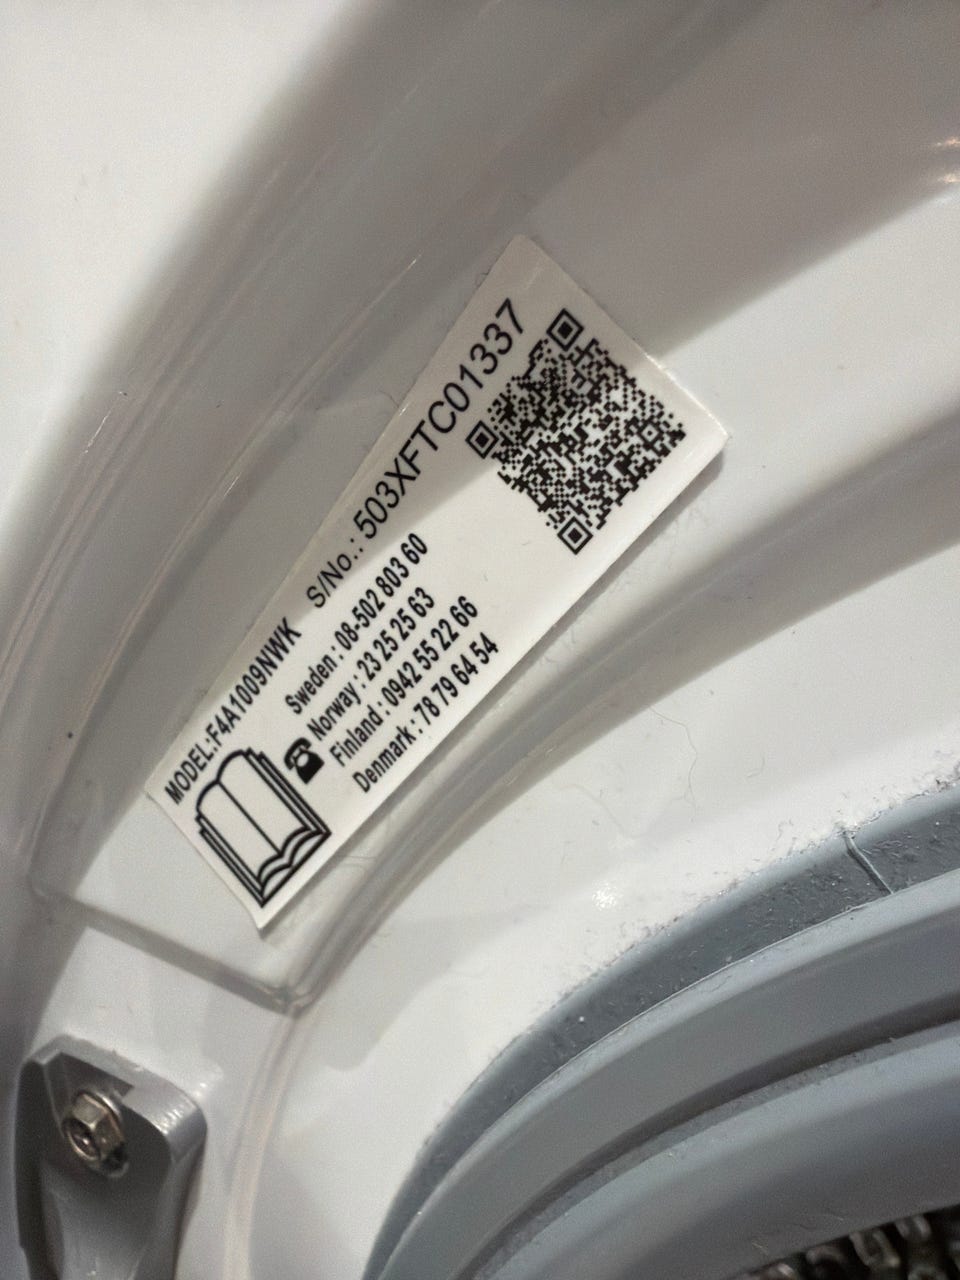 MODEL:F4A1009NWK S/No.: 503XFTC01337
Sweden : 08-502 803 60
Norway : 23 25 25 63
Finland : 0942 55 22 66
Denmark : 78 79 64 54